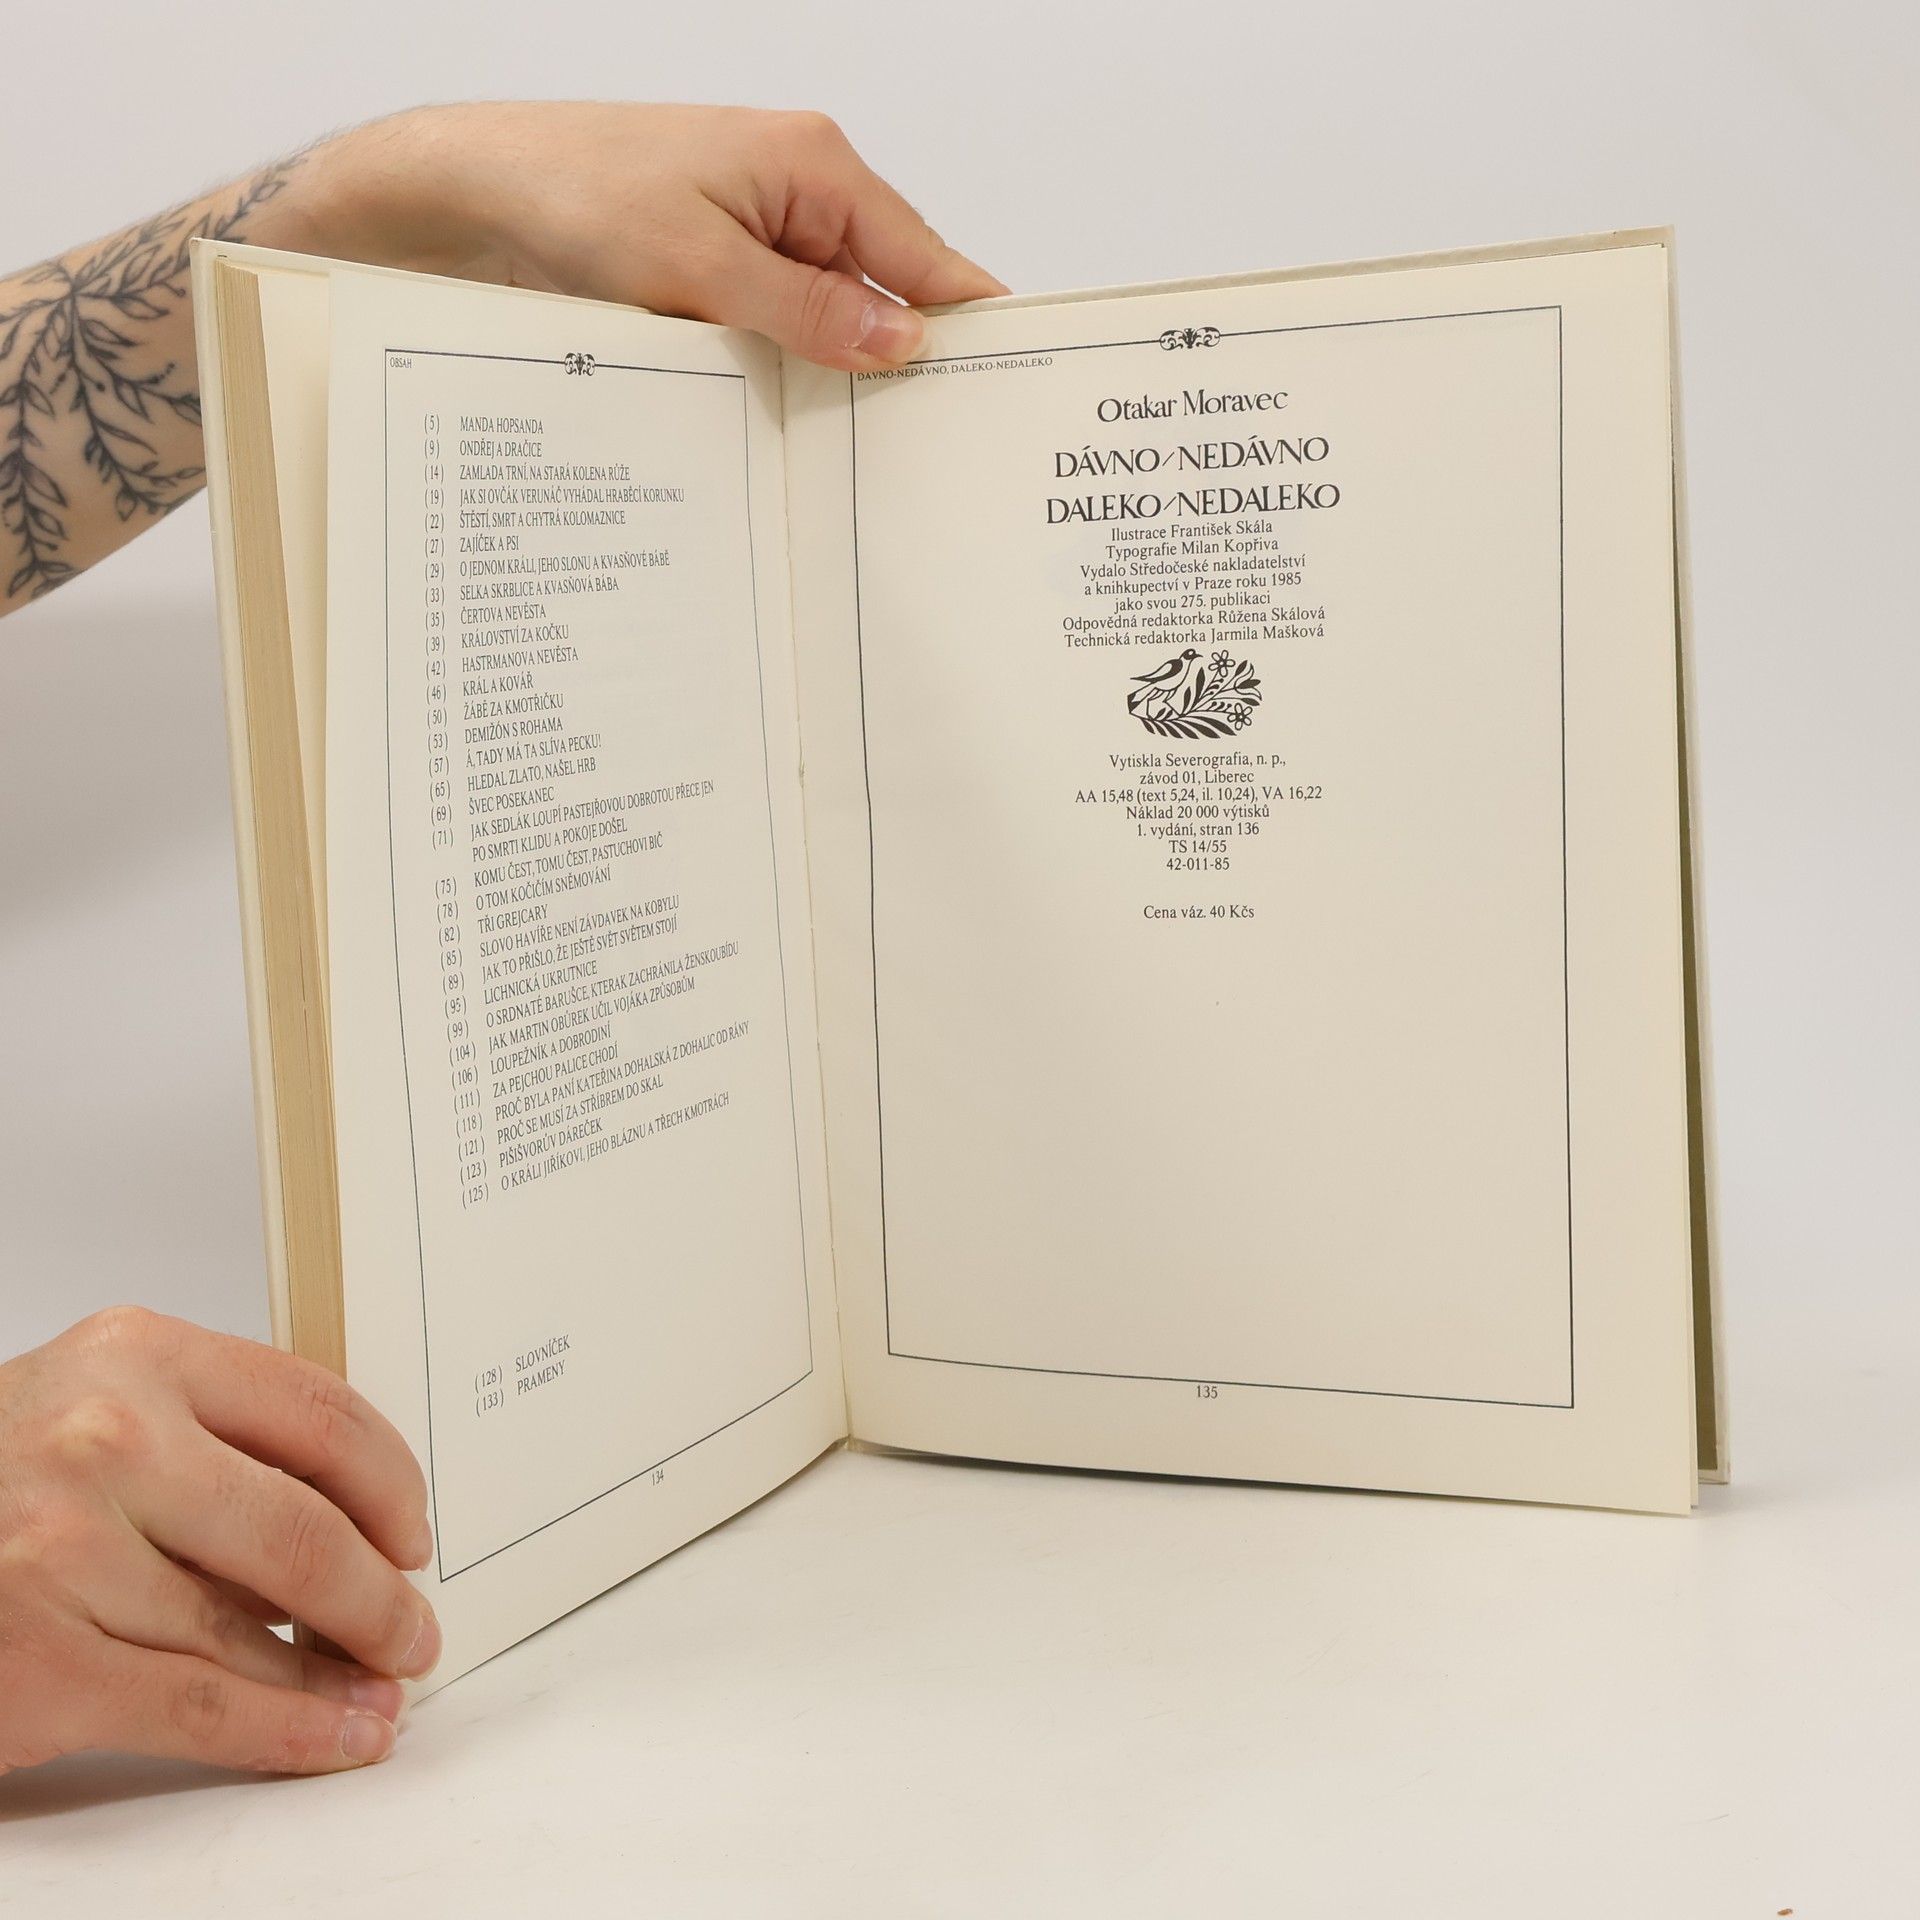 OBSAH
(5) MANDA HOPSANDA
(9) ONDŘEJ A DRAČICE
(14) ZAMLADA TRNÍ, NA STARÁ KOLENA RŮŽE
(19) JAK SI OVČÁK VERUNÁČ VYHÁDAL HRABĚCÍ KORUNKU
(22) ŠTĚSTÍ, SMRT A CHYTRÁ KOLOMAZNICE
(27) ZAJÍČEK A PSI
(29) O JEDNOM KRÁLI, JEHO SLONU A KVASŇOVÉ BÁBĚ
(33) SELKA SKRBLICE A KVASŇOVÁ BÁBA
(35) ČERTOVA NEVĚSTA
(39) KRÁLOVSTVÍ ZA KOČKU
(42) HASTRMANOVA NEVĚSTA
(46) KRÁL A KOVÁŘ
(50) ŽÁBĚ ZA KMOTŘIČKU
(53) DEMIŽÓN S ROHAMA
(57) Á, TADY MÁ TA SLÍVA PECKU!
(65) HLEDAL ZLATO, NAŠEL HRB
(69) ŠVEC POSEKANEC
(71) JAK SEDLÁK LOUPÍ PASTEJŘOVOU DOBROTOU PŘECE JEN
PO SMRTI KLIDU A POKOJE DOŠEL
(75) KOMU ČEST, TOMU ČEST, PASTUCHOVI BIČ
(78) O TOM KOČIČÍM SNĚMOVÁNÍ
(82) TŘI GREJCARY
(85) SLOVO HAVÍŘE NENÍ ZÁVDAVEK NA KOBYLU
(89) JAK TO PŘIŠLO, ŽE JEŠTĚ SVĚT SVĚTEM STOJÍ
(95) LICHNICKÁ UKRUTNICE
(99) O SRDNATÉ BARUŠCE, KTERAK ZACHRÁNILA ŽENSKOUBÍDU
(104) JAK MARTIN OBŮREK UČIL VOJÁKA ZPŮSOBŮM
(106) LOUPEŽNÍK A DOBRODINÍ
(111) ZA PEJCHOU PALICE CHODÍ
(118) PROČ BYLA PANÍ KATEŘINA DOHALSKÁ Z DOHALIC OD RÁNY
(121) PROČ SE MUSÍ ZA STŘÍBREM DO SKAL
(123) PIŠIŠVORŮV DÁREČEK
(125) O KRÁLI JIŘÍKOVI, JEHO BLÁZNU A TŘECH KMOTRÁCH
(128) SLOVNÍČEK
(133) PRAMENY
134
DÁVNO-NEDÁVNO, DALEKO-NEDALEKO
Otakar Moravec
DÁVNO/NEDÁVNO
DALEKO/NEDALEKO
Ilustrace František Skála
Typografie Milan Kopřiva
Vydalo Středočeské nakladatelství
a knihkupectví v Praze roku 1985
jako svou 275. publikaci
Odpovědná redaktorka Růžena Skálová
Technická redaktorka Jarmila Mašková
Vytiskla Severografia, n. p.,
závod 01, Liberec
AA 15,48 (text 5,24, il. 10,24), VA 16,22
Náklad 20 000 výtisků
1. vydání, stran 136
TS 14/55
42-011-85
Cena váz. 40 Kčs
135